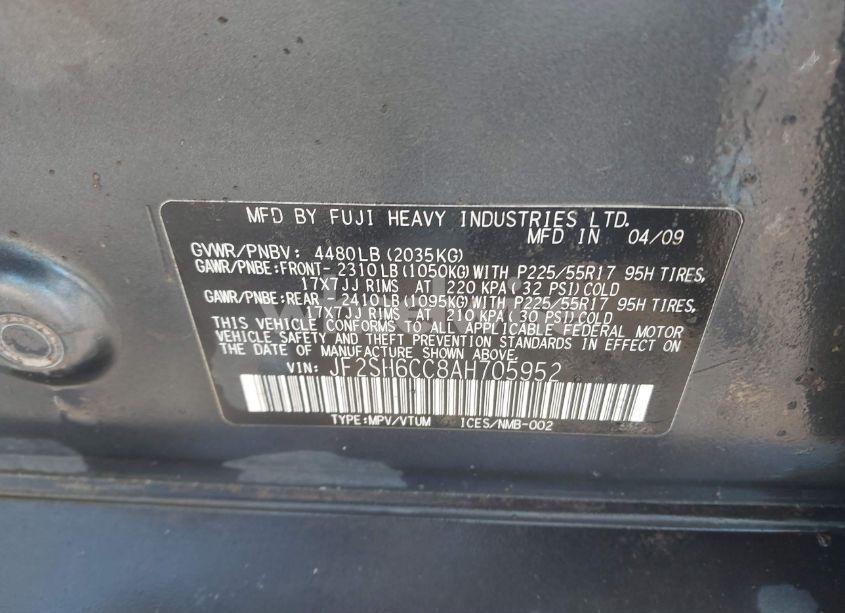 MFD BY FUJI HEAVY INDUSTRIES LTD.
MFD IN 04/09
GVWR/PNBV: 4480LB (2035KG)
GAWR/PNBE:FRONT- 2310LB(1050KG)WITH P225/55R17 95H TIRES,
17X7JJ RIMS AT 220 KPA (32 PSI)COLD
GAWR/PNBE:REAR -2410LB(1095KG)WITH P225/55R17 95H TIRES,
17X7JJ RIMS AT 210 KPA (30 PSI)COLD
THIS VEHICLE CONFORMS TO ALL APPLICABLE FEDERAL MOTOR
VEHICLE SAFETY AND THEFT PREVENTION STANDARDS IN EFFECT ON
THE DATE OF MANUFACTURE SHOWN ABOVE.
VIN: JF2SH6CC8AH705952
TYPE:MPV/VTUM ICES/NMB-002